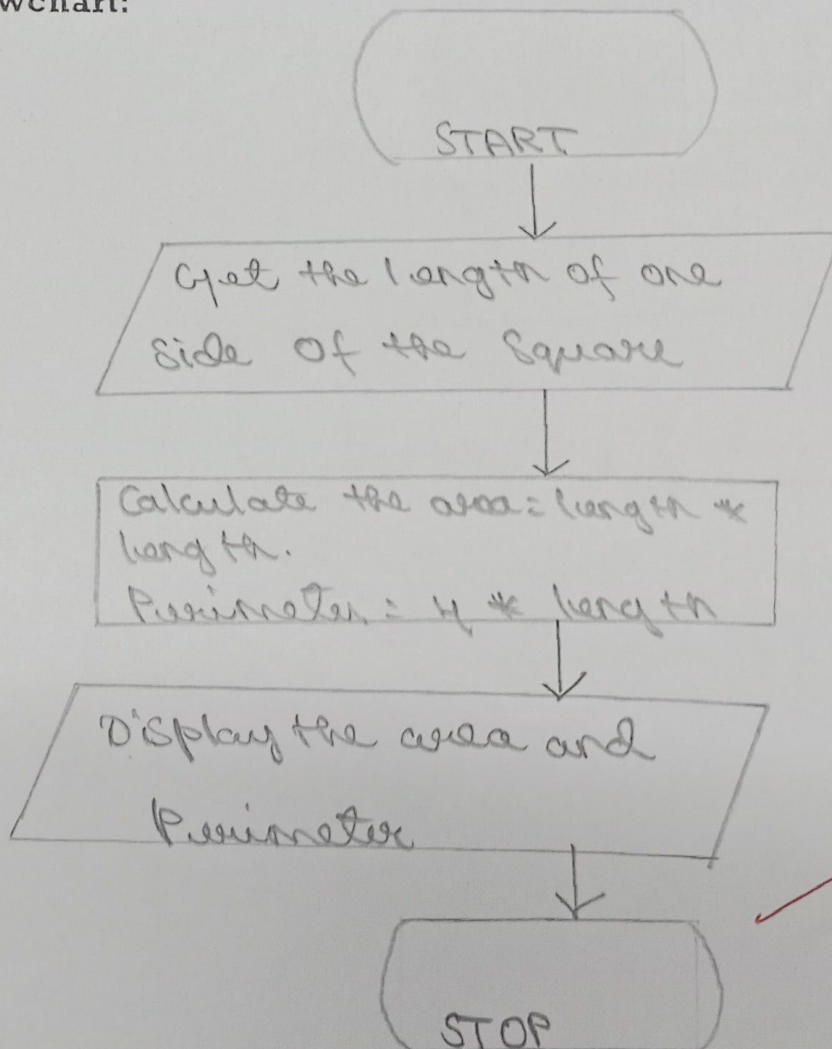 wchart:
START
Get the length of one
side of the Square
Calculate the area = length *
length.
Perimeter = 4 * length
Display the area and
Perimeter
STOP